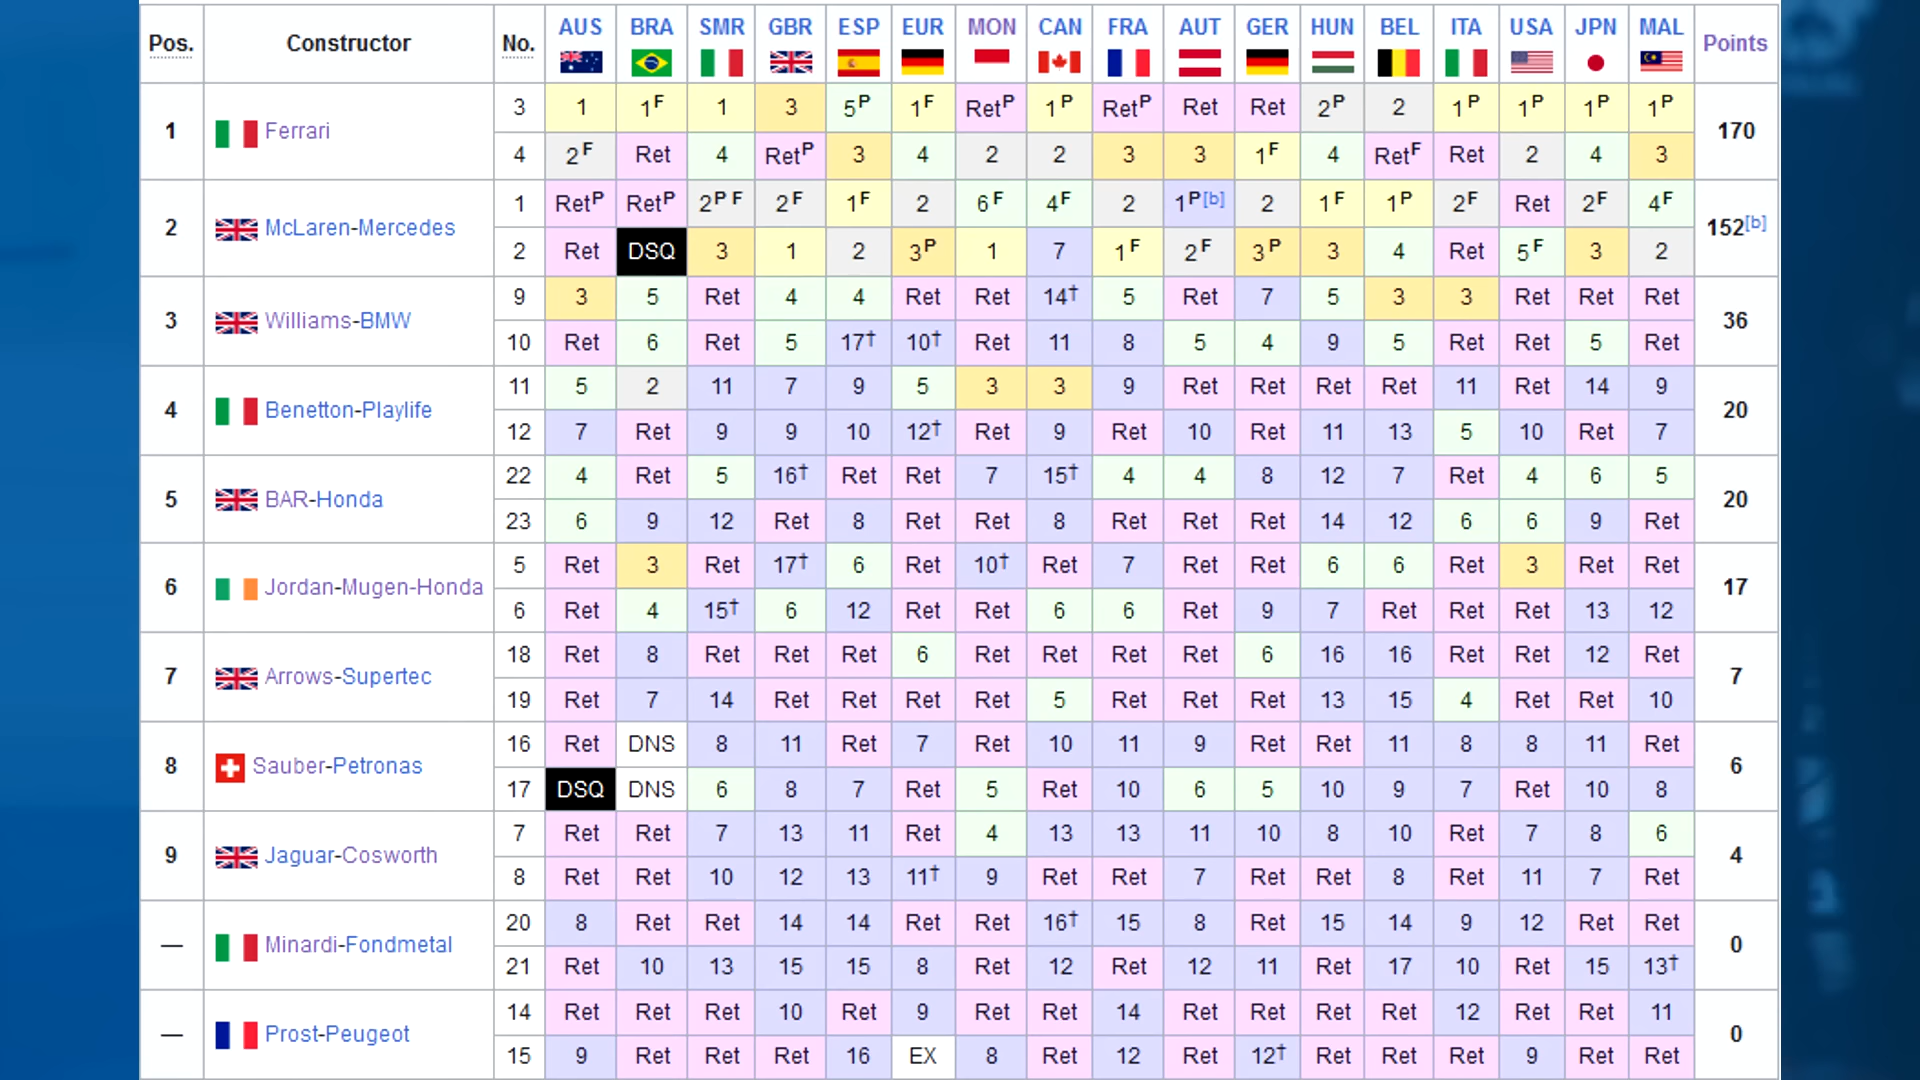 Pos. Constructor No. AUS BRA SMR GBR ESP EUR MON CAN FRA AUT GER HUN BEL ITA USA JPN MAL Points
1 Ferrari 3 1 1F 1 3 5P 1F RetP 1P RetP Ret Ret 2P 2 1P 1P 1P 1P 170
4 2F Ret 4 RetP 3 4 2 2 3 3 1F 4 RetF Ret 2 4 3
2 McLaren-Mercedes 1 RetP RetP 2P F 2F 1F 2 6F 4F 2 1P[b] 2 1F 1P 2F Ret 2F 4F 152[b]
2 Ret DSQ 3 1 2 3P 1 7 1F 2F 3P 3 4 Ret 5F 3 2
3 Williams-BMW 9 3 5 Ret 4 4 Ret Ret 14† 5 Ret 7 5 3 3 Ret Ret Ret 36
10 Ret 6 Ret 5 17† 10† Ret 11 8 5 4 9 5 Ret Ret 5 Ret
4 Benetton-Playlife 11 5 2 11 7 9 5 3 3 9 Ret Ret Ret Ret 11 Ret 14 9 20
12 7 Ret 9 9 10 12† Ret 9 Ret 10 Ret 11 13 5 10 Ret 7
5 BAR-Honda 22 4 Ret 5 16† Ret Ret 7 15† 4 4 8 12 7 Ret 4 6 5 20
23 6 9 12 Ret 8 Ret Ret 8 Ret Ret Ret 14 12 6 6 9 Ret
6 Jordan-Mugen-Honda 5 Ret 3 Ret 17† 6 Ret 10† Ret 7 Ret Ret 6 6 Ret 3 Ret Ret 17
6 Ret 4 15† 6 12 Ret Ret 6 6 Ret 9 7 Ret Ret Ret 13 12
7 Arrows-Supertec 18 Ret 8 Ret Ret Ret 6 Ret Ret Ret Ret 6 16 16 Ret Ret 12 Ret 7
19 Ret 7 14 Ret Ret Ret Ret 5 Ret Ret Ret 13 15 4 Ret Ret 10
8 Sauber-Petronas 16 Ret DNS 8 11 Ret 7 Ret 10 11 9 Ret Ret 11 8 8 11 Ret 6
17 DSQ DNS 6 8 7 Ret 5 Ret 10 6 5 10 9 7 Ret 10 8
9 Jaguar-Cosworth 7 Ret Ret 7 13 11 Ret 4 13 13 11 10 8 10 Ret 7 8 6 4
8 Ret Ret 10 12 13 11† 9 Ret Ret 7 Ret Ret 8 Ret 11 7 Ret
— Minardi-Fondmetal 20 8 Ret Ret 14 14 Ret Ret 16† 15 8 Ret 15 14 9 12 Ret Ret 0
21 Ret 10 13 15 15 8 Ret 12 Ret 12 11 Ret 17 10 Ret 15 13†
— Prost-Peugeot 14 Ret Ret Ret 10 Ret 9 Ret Ret 14 Ret Ret Ret Ret 12 Ret Ret 11 0
15 9 Ret Ret Ret 16 EX 8 Ret 12 Ret 12† Ret Ret Ret 9 Ret Ret